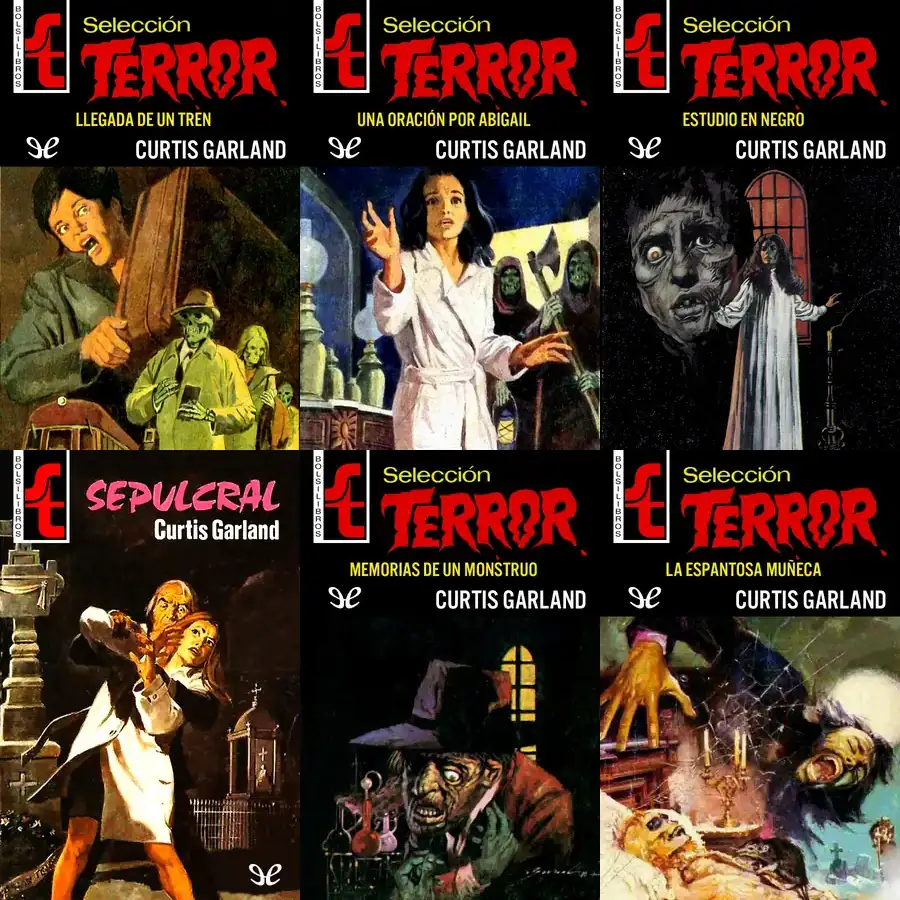 BOLSILIBROS
Selección
TERROR
LLEGADA DE UN TREN
CURTIS GARLAND
BOLSILIBROS
Selección
TERROR
UNA ORACIÓN POR ABIGAIL
CURTIS GARLAND
BOLSILIBROS
Selección
TERROR
ESTUDIO EN NEGRO
CURTIS GARLAND
BOLSILIBROS
SEPULCRAL
Curtis Garland
BOLSILIBROS
Selección
TERROR
MEMORIAS DE UN MONSTRUO
CURTIS GARLAND
BOLSILIBROS
Selección
TERROR
LA ESPANTOSA MUÑECA
CURTIS GARLAND